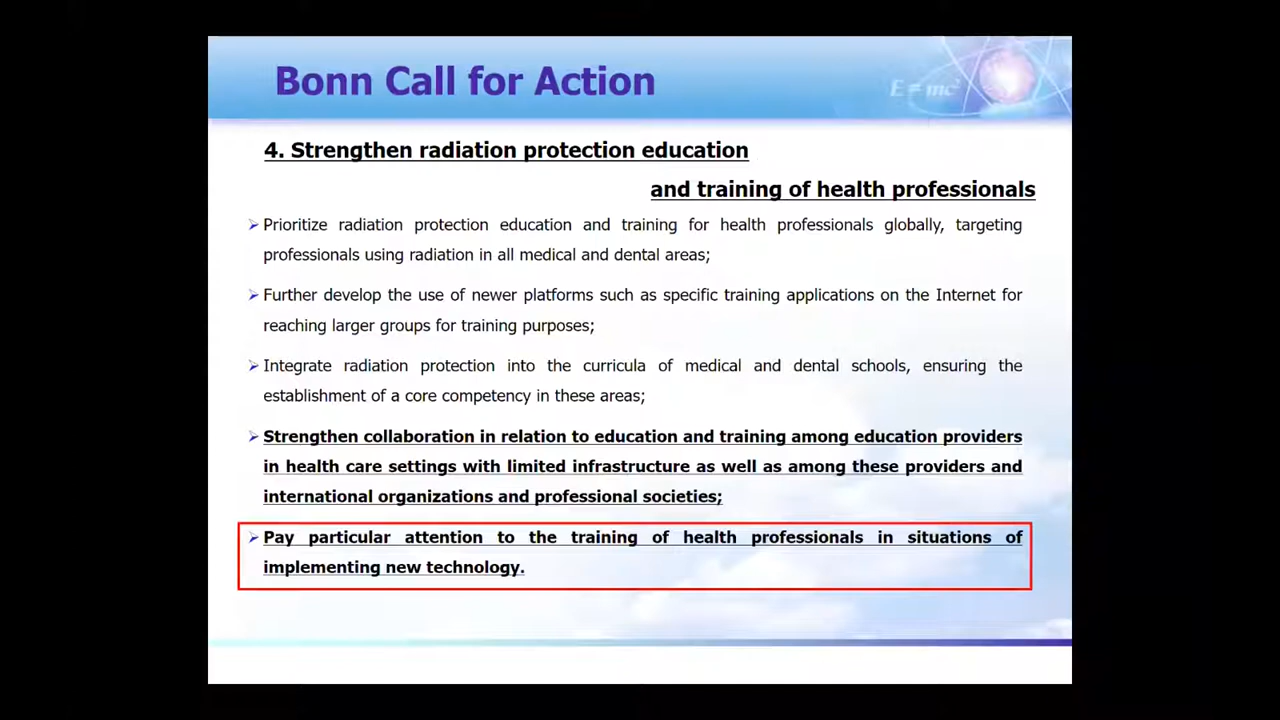 Bonn Call for Action
E = mc²
4. Strengthen radiation protection education
and training of health professionals
Prioritize radiation protection education and training for health professionals globally, targeting
professionals using radiation in all medical and dental areas;
Further develop the use of newer platforms such as specific training applications on the Internet for
reaching larger groups for training purposes;
Integrate radiation protection into the curricula of medical and dental schools, ensuring the
establishment of a core competency in these areas;
Strengthen collaboration in relation to education and training among education providers
in health care settings with limited infrastructure as well as among these providers and
international organizations and professional societies;
Pay particular attention to the training of health professionals in situations of
implementing new technology.